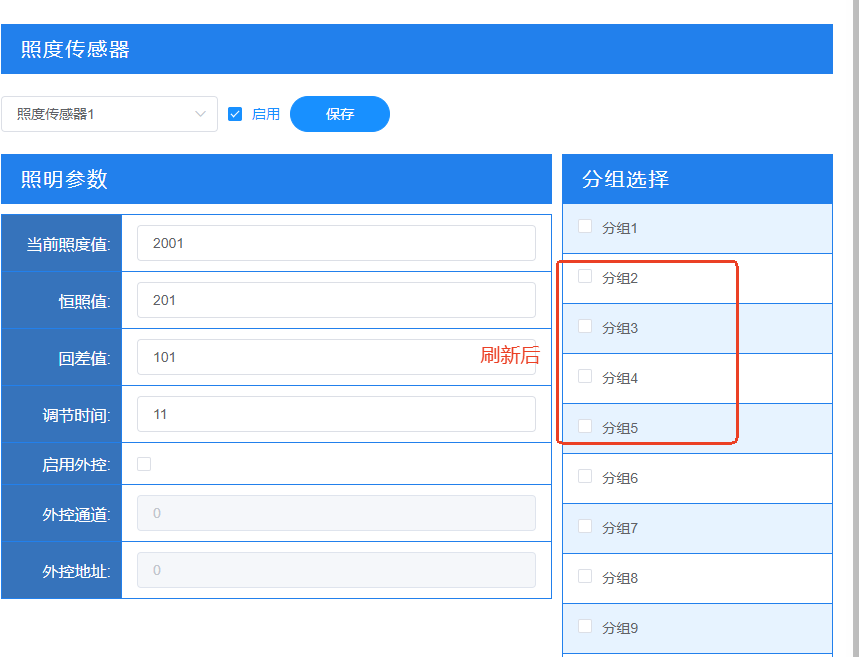 照度传感器
照度传感器1 启用 保存
照明参数
当前照度值: 2001
恒照值: 201
回差值: 101 刷新后
调节时间: 11
启用外控:
外控通道: 0
外控地址: 0
分组选择
分组1
分组2
分组3
分组4
分组5
分组6
分组7
分组8
分组9